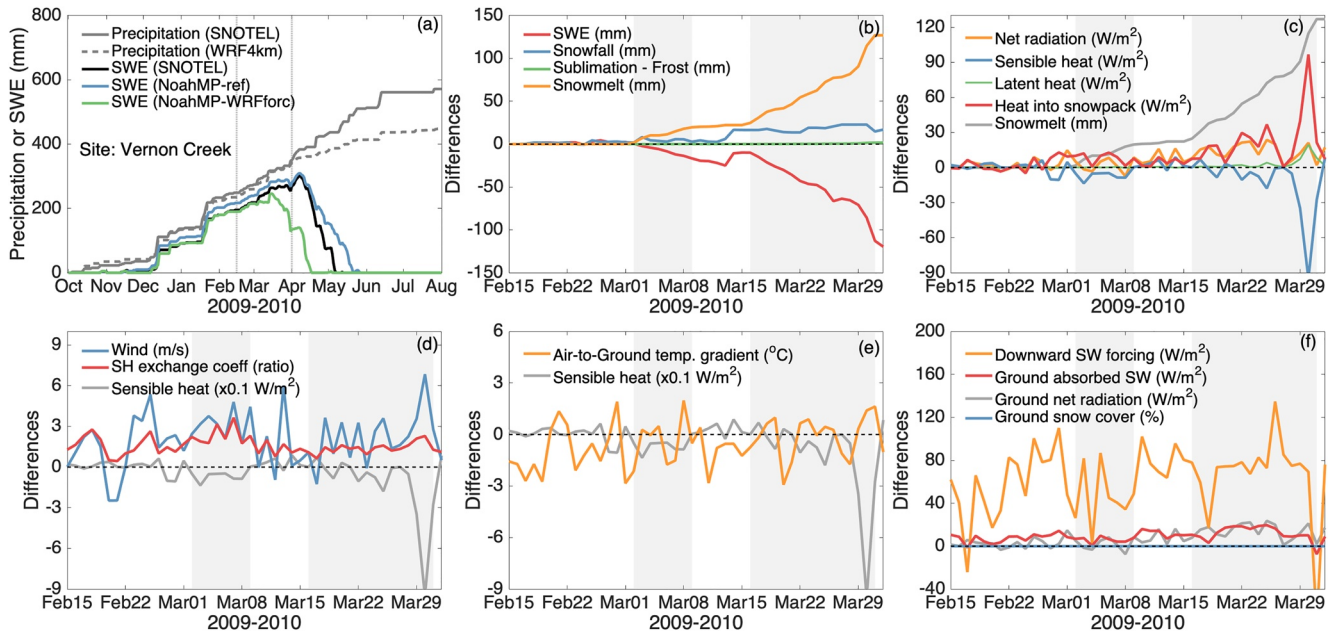 (a)
Precipitation (SNOTEL)
Precipitation (WRF4km)
SWE (SNOTEL)
SWE (NoahMP-ref)
SWE (NoahMP-WRFforc)
Site: Vernon Creek
Precipitation or SWE (mm)
800
600
400
200
0
Oct Nov Dec Jan Feb Mar Apr May Jun Jul Aug
2009-2010
(b)
SWE (mm)
Snowfall (mm)
Sublimation - Frost (mm)
Snowmelt (mm)
Differences
150
100
50
0
-50
-100
-150
Feb15 Feb22 Mar01 Mar08 Mar15 Mar22 Mar29
2009-2010
(c)
Net radiation (W/m²)
Sensible heat (W/m²)
Latent heat (W/m²)
Heat into snowpack (W/m²)
Snowmelt (mm)
Differences
120
90
60
30
0
-30
-60
-90
Feb15 Feb22 Mar01 Mar08 Mar15 Mar22 Mar29
2009-2010
(d)
Wind (m/s)
SH exchange coeff (ratio)
Sensible heat (x0.1 W/m²)
Differences
9
6
3
0
-3
-6
-9
Feb15 Feb22 Mar01 Mar08 Mar15 Mar22 Mar29
2009-2010
(e)
Air-to-Ground temp. gradient (°C)
Sensible heat (x0.1 W/m²)
Differences
6
3
0
-3
-6
-9
Feb15 Feb22 Mar01 Mar08 Mar15 Mar22 Mar29
2009-2010
(f)
Downward SW forcing (W/m²)
Ground absorbed SW (W/m²)
Ground net radiation (W/m²)
Ground snow cover (%)
Differences
200
160
120
80
40
0
-40
Feb15 Feb22 Mar01 Mar08 Mar15 Mar22 Mar29
2009-2010